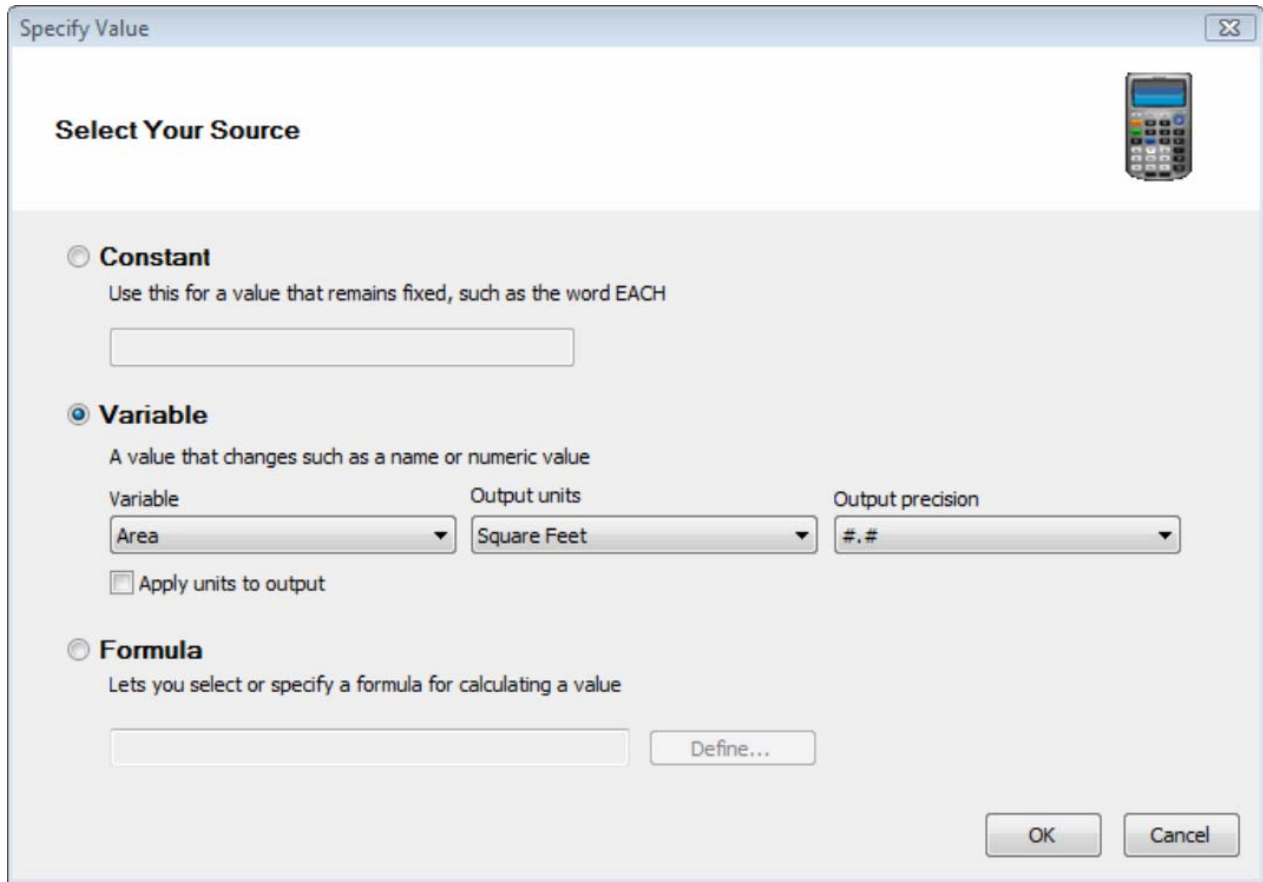 Specify Value
Select Your Source
Constant
Use this for a value that remains fixed, such as the word EACH
Variable
A value that changes such as a name or numeric value
Variable
Output units
Output precision
Area
Square Feet
#.#
Apply units to output
Formula
Lets you select or specify a formula for calculating a value
Define...
OK
Cancel